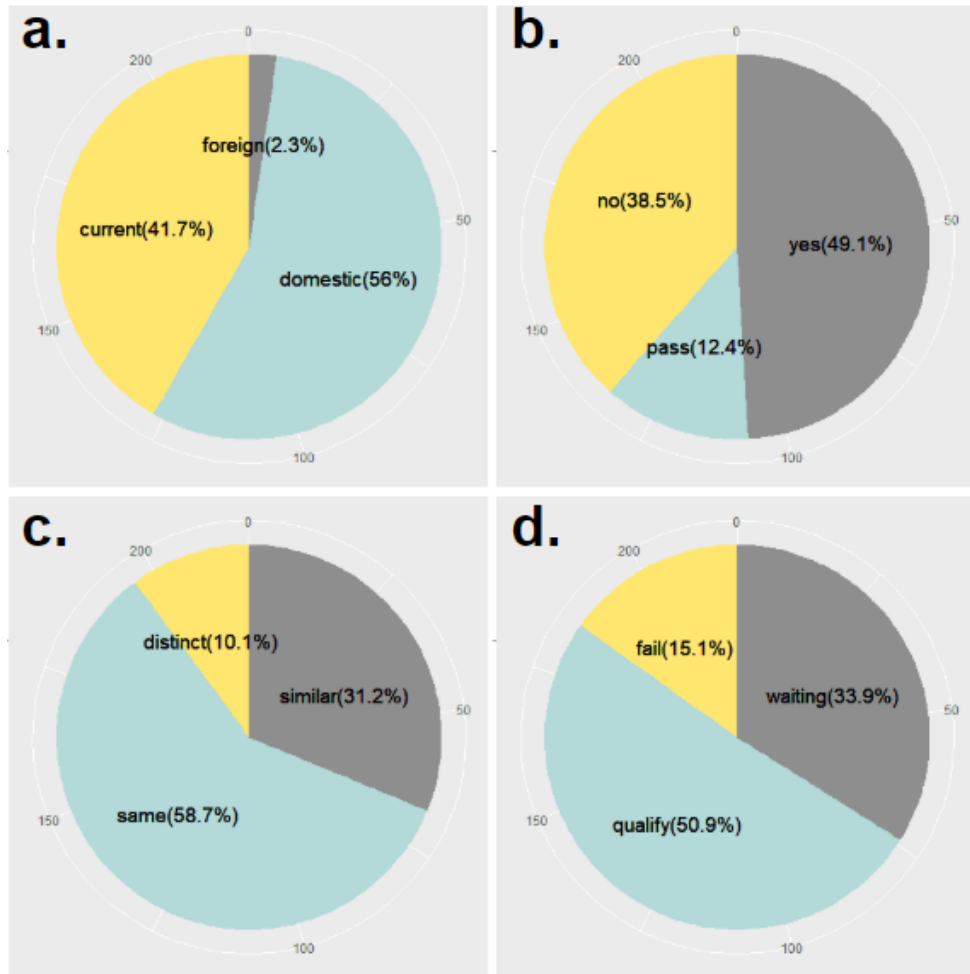 a.
0
200
foreign(2.3%)
current(41.7%)
50
domestic(56%)
150
100
b.
0
200
no(38.5%)
50
yes(49.1%)
150
pass(12.4%)
100
c.
0
200
distinct(10.1%)
similar(31.2%)
50
same(58.7%)
150
100
d.
0
200
fail(15.1%)
waiting(33.9%)
50
150
qualify(50.9%)
100